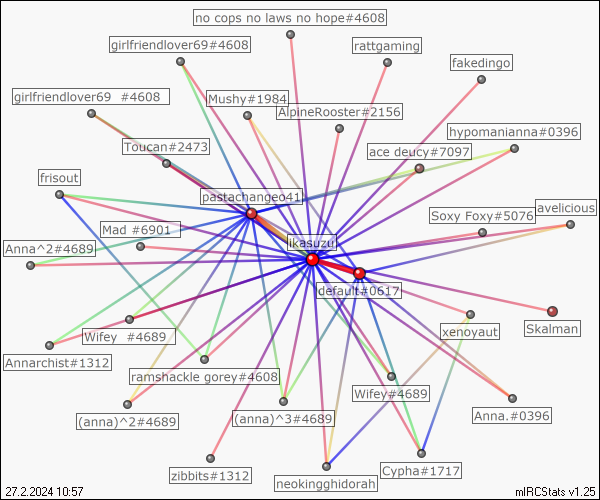 no cops no laws no hope#4608
girlfriendlover69#4608
rattgaming
fakedingo
girlfriendlover69  #4608
Mushy#1984
AlpineRooster#2156
hypomanianna#0396
Toucan#2473
ace deucy#7097
frisout
pastachangeo41
avelicious
Soxy Foxy#5076
Mad #6901
ikasuzu
Anna^2#4689
default#0617
Skalman
xenoyaut
Wifey  #4689
Annarchist#1312
ramshackle gorey#4608
Wifey#4689
Anna.#0396
(anna)^2#4689
(anna)^3#4689
zibbits#1312
Cypha#1717
neokingghidorah
27.2.2024 10:57
mIRCStats v1.25